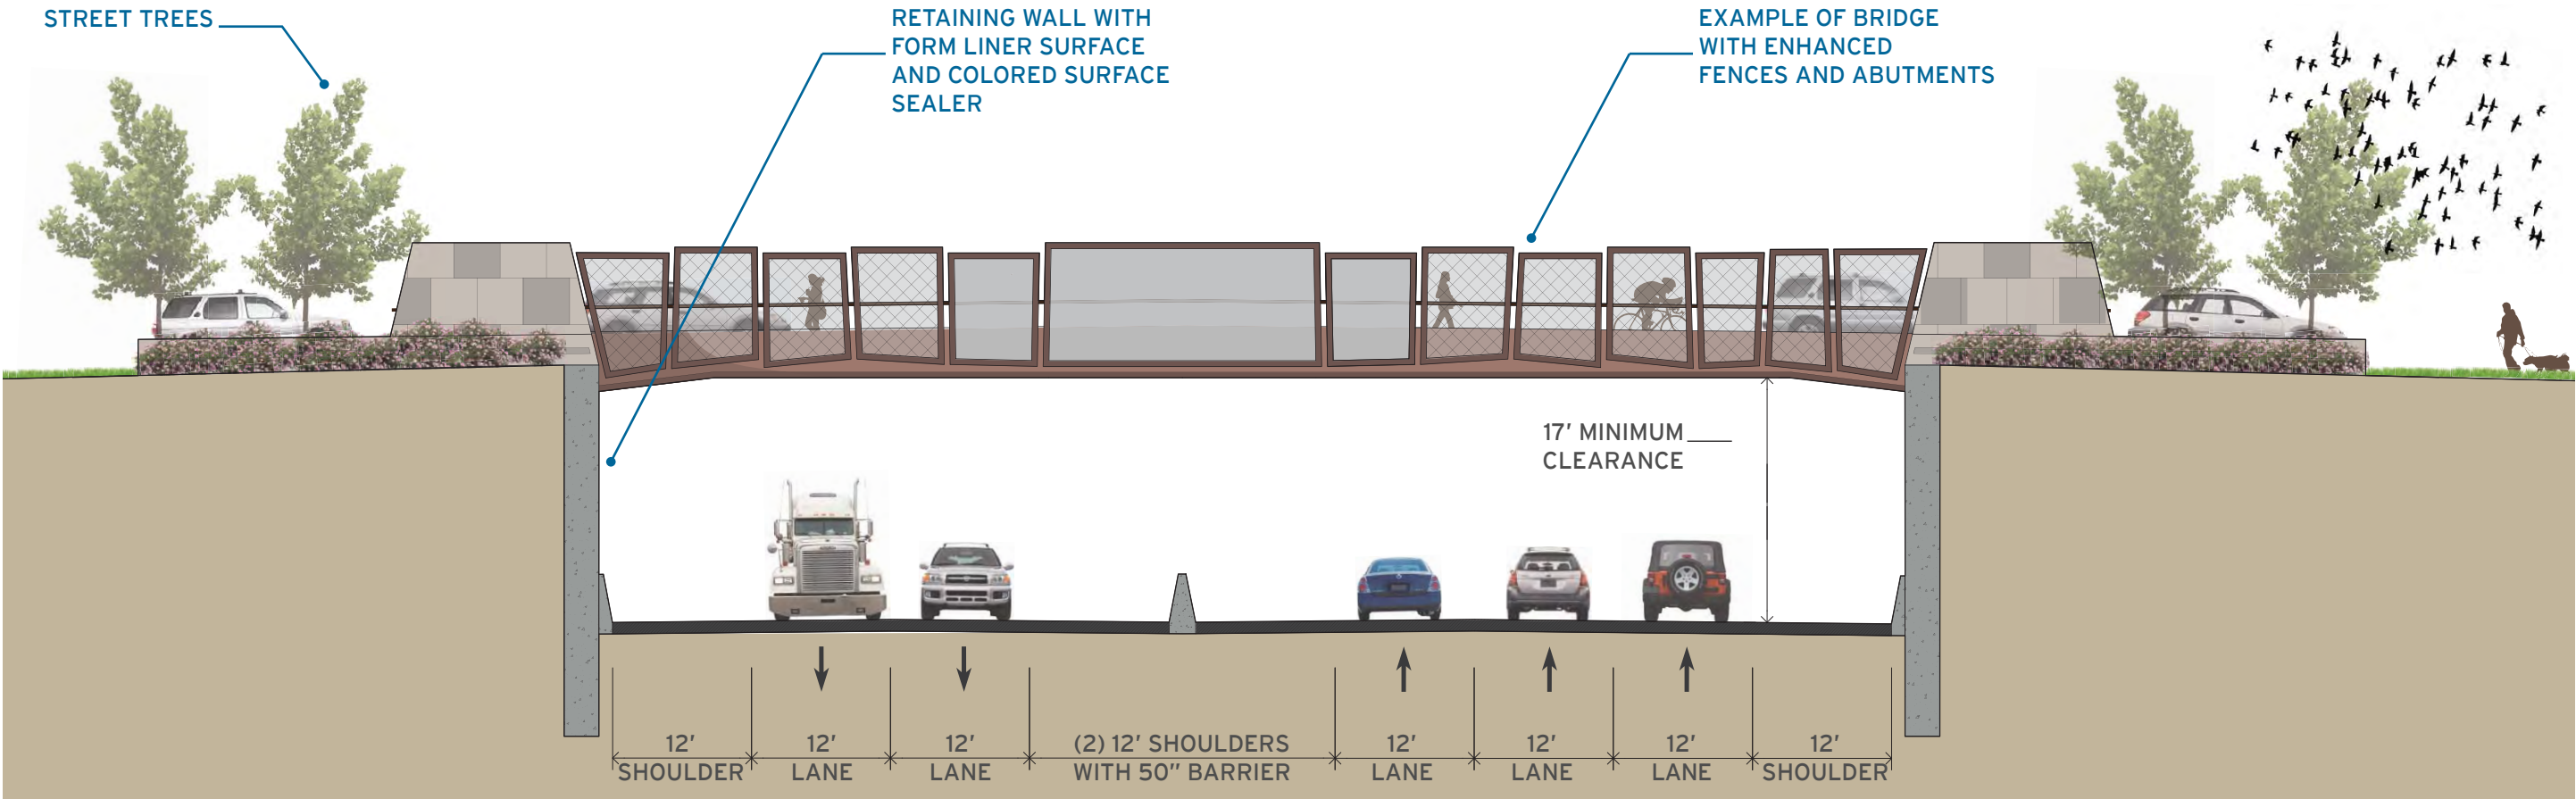 STREET TREES
RETAINING WALL WITH
FORM LINER SURFACE
AND COLORED SURFACE
SEALER
EXAMPLE OF BRIDGE
WITH ENHANCED
FENCES AND ABUTMENTS
17' MINIMUM
CLEARANCE
12'
SHOULDER
12'
LANE
12'
LANE
(2) 12' SHOULDERS
WITH 50" BARRIER
12'
LANE
12'
LANE
12'
LANE
12'
SHOULDER